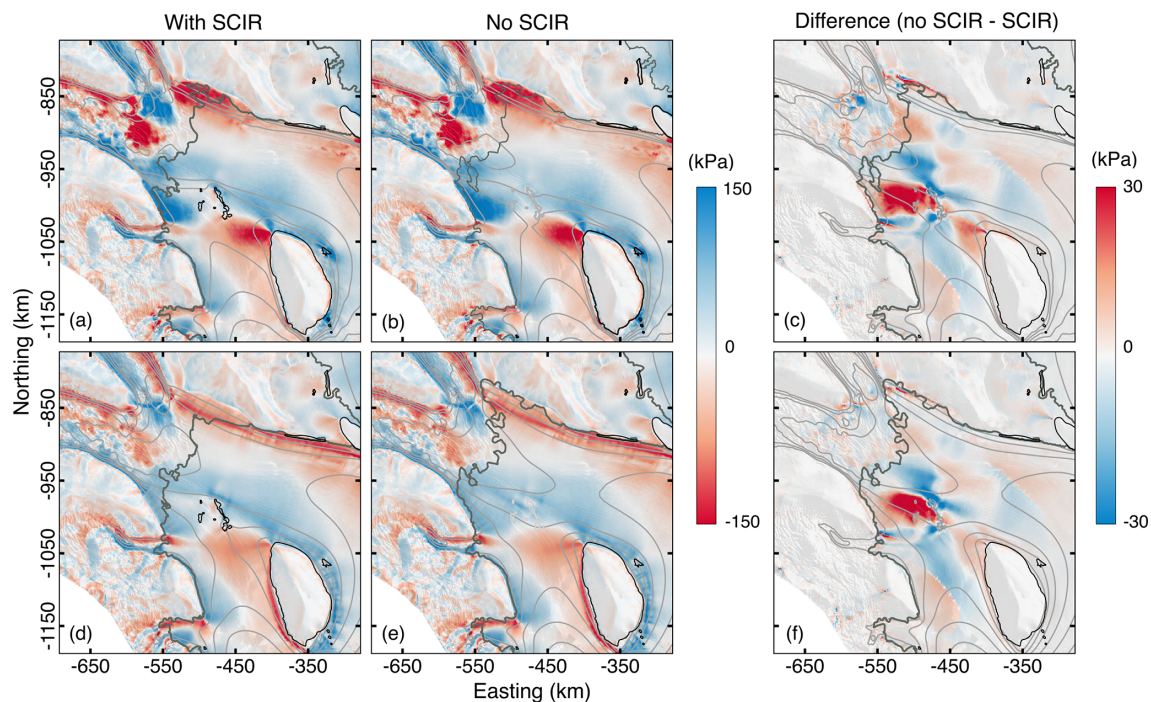 With SCIR
No SCIR
Difference (no SCIR - SCIR)
-850
-950
-1050
-1150
(a)
(b)
(c)
(kPa)
150
0
-150
(kPa)
30
0
-30
Northing (km)
-850
-950
-1050
-1150
(d)
(e)
(f)
-650
-550
-450
-350
-650
-550
-450
-350
-650
-550
-450
-350
Easting (km)